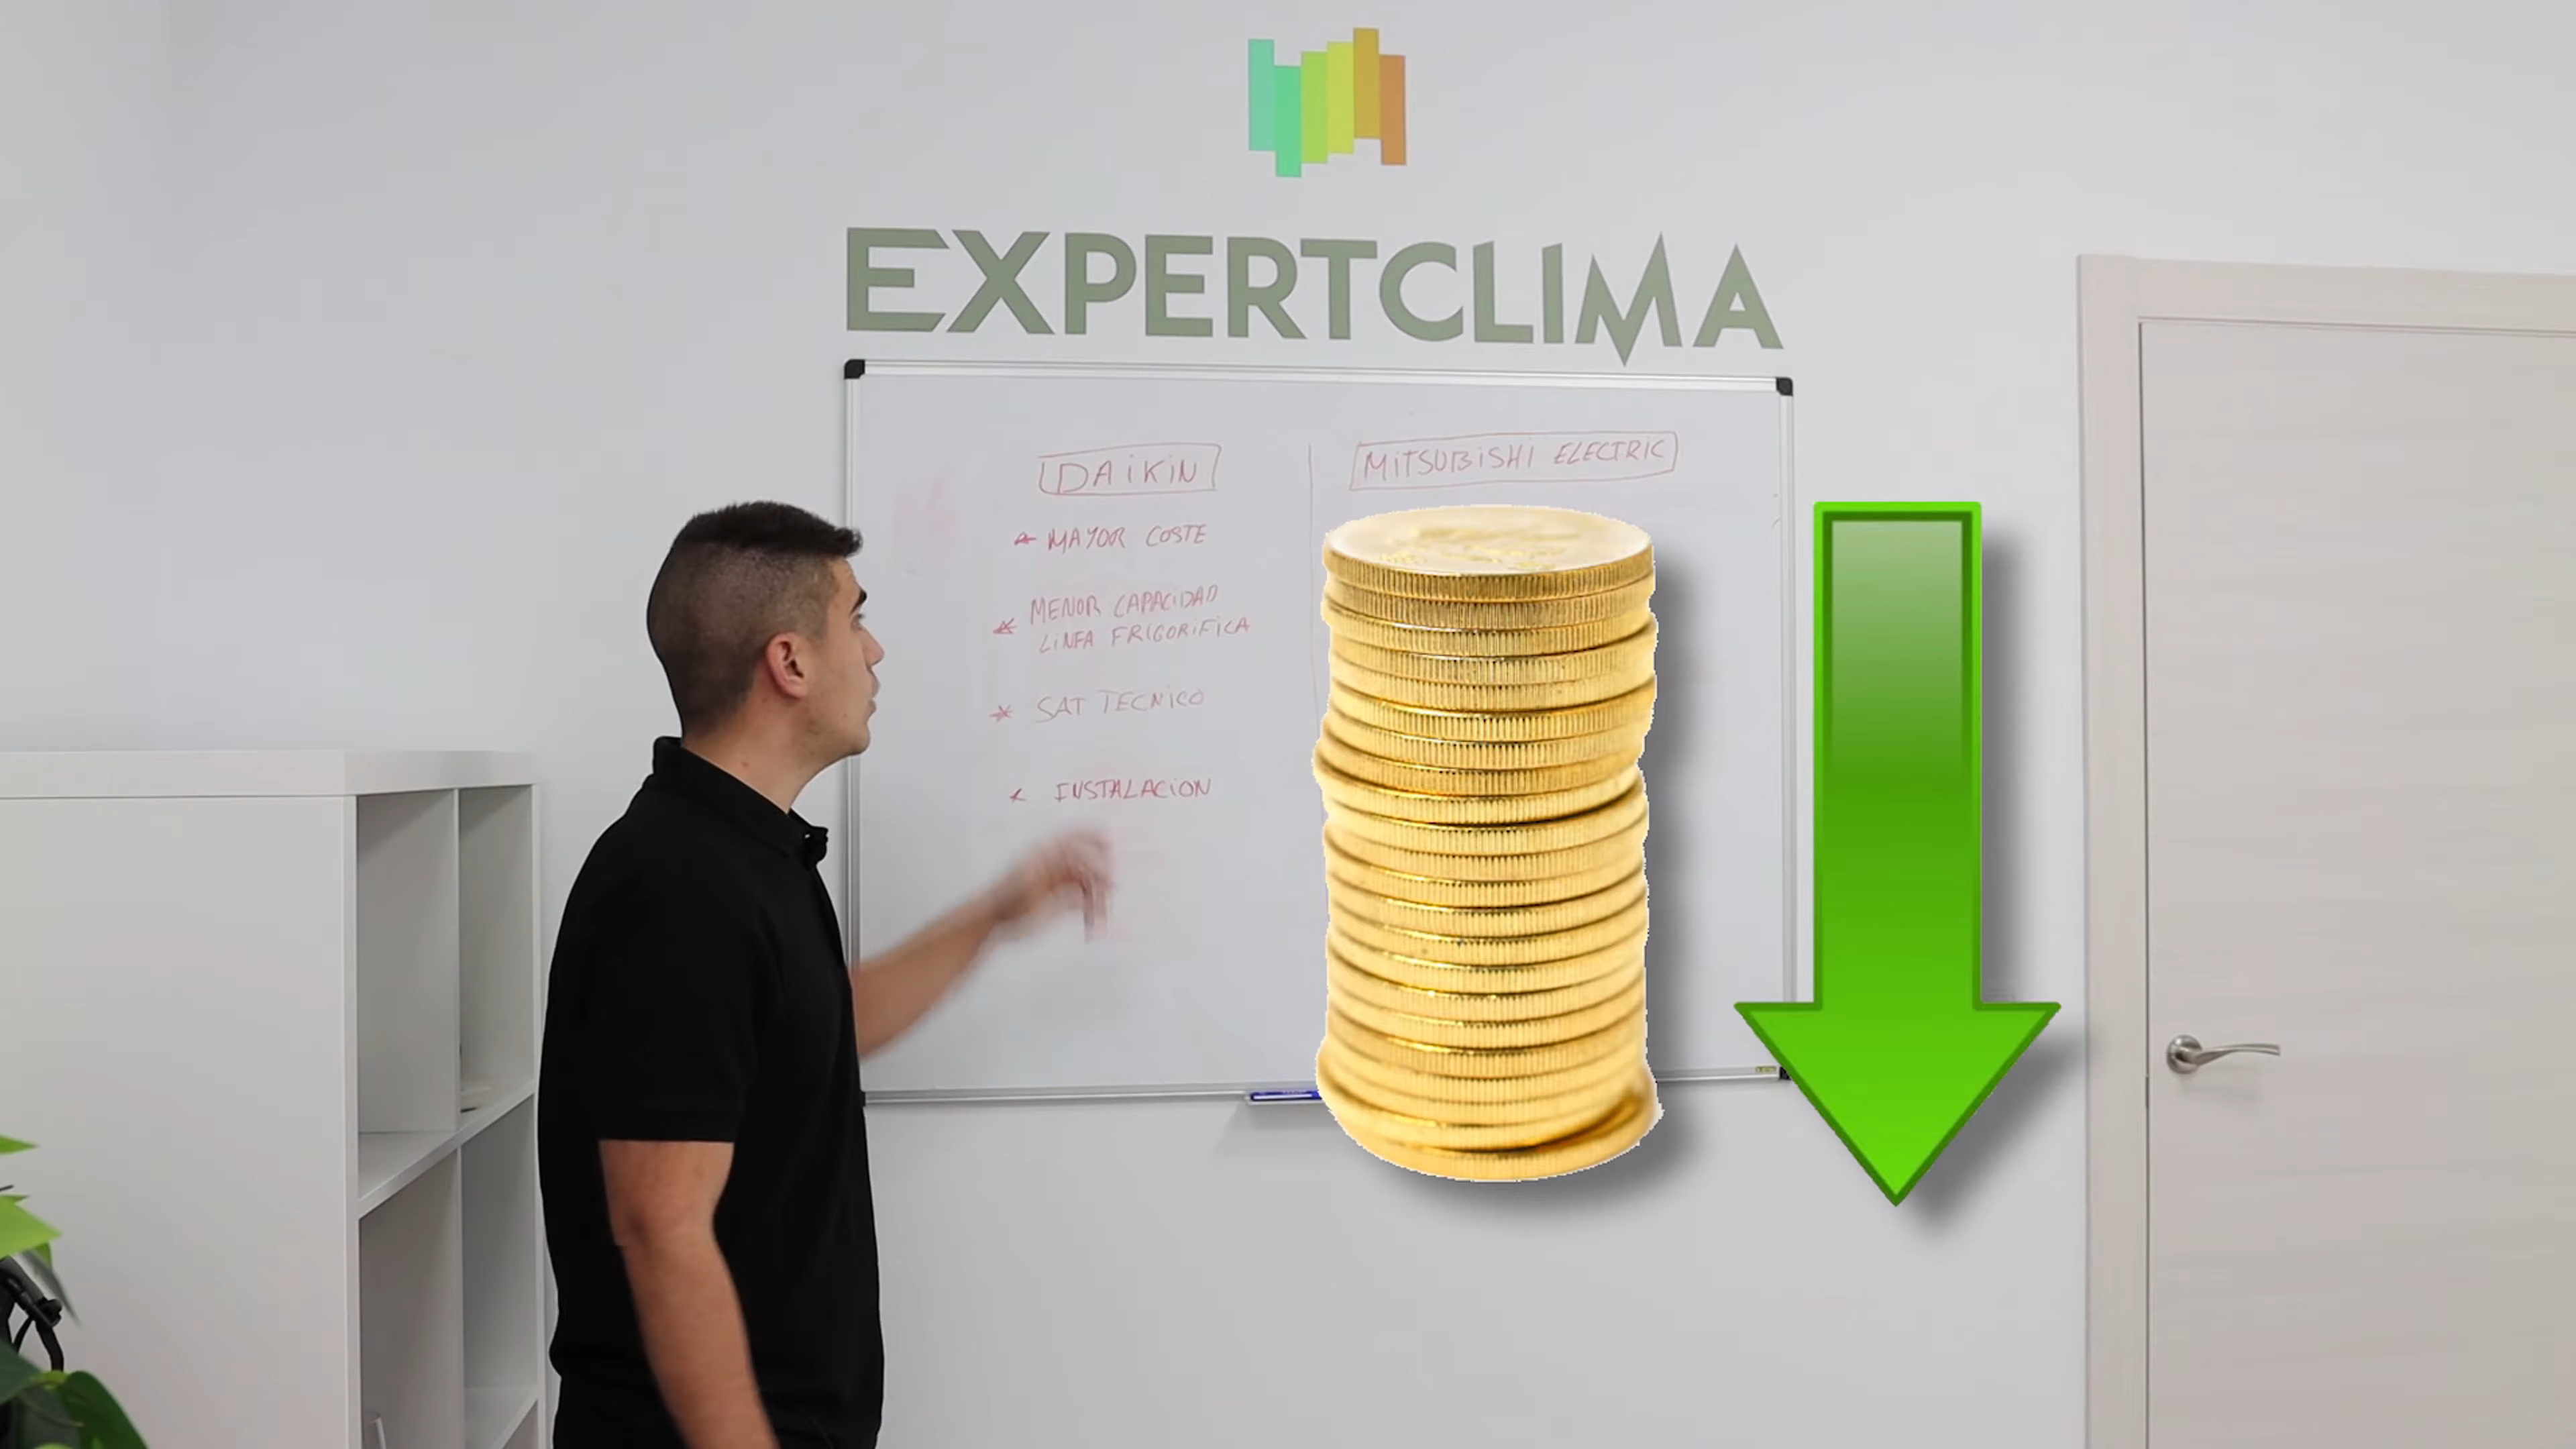 EXPERTCLIMA
DAIKIN
MITSUBISHI ELECTRIC
MAYOR COSTE
MENOR CAPACIDAD
LINEA FRIGORIFICA
SAT TECNICO
INSTALACION